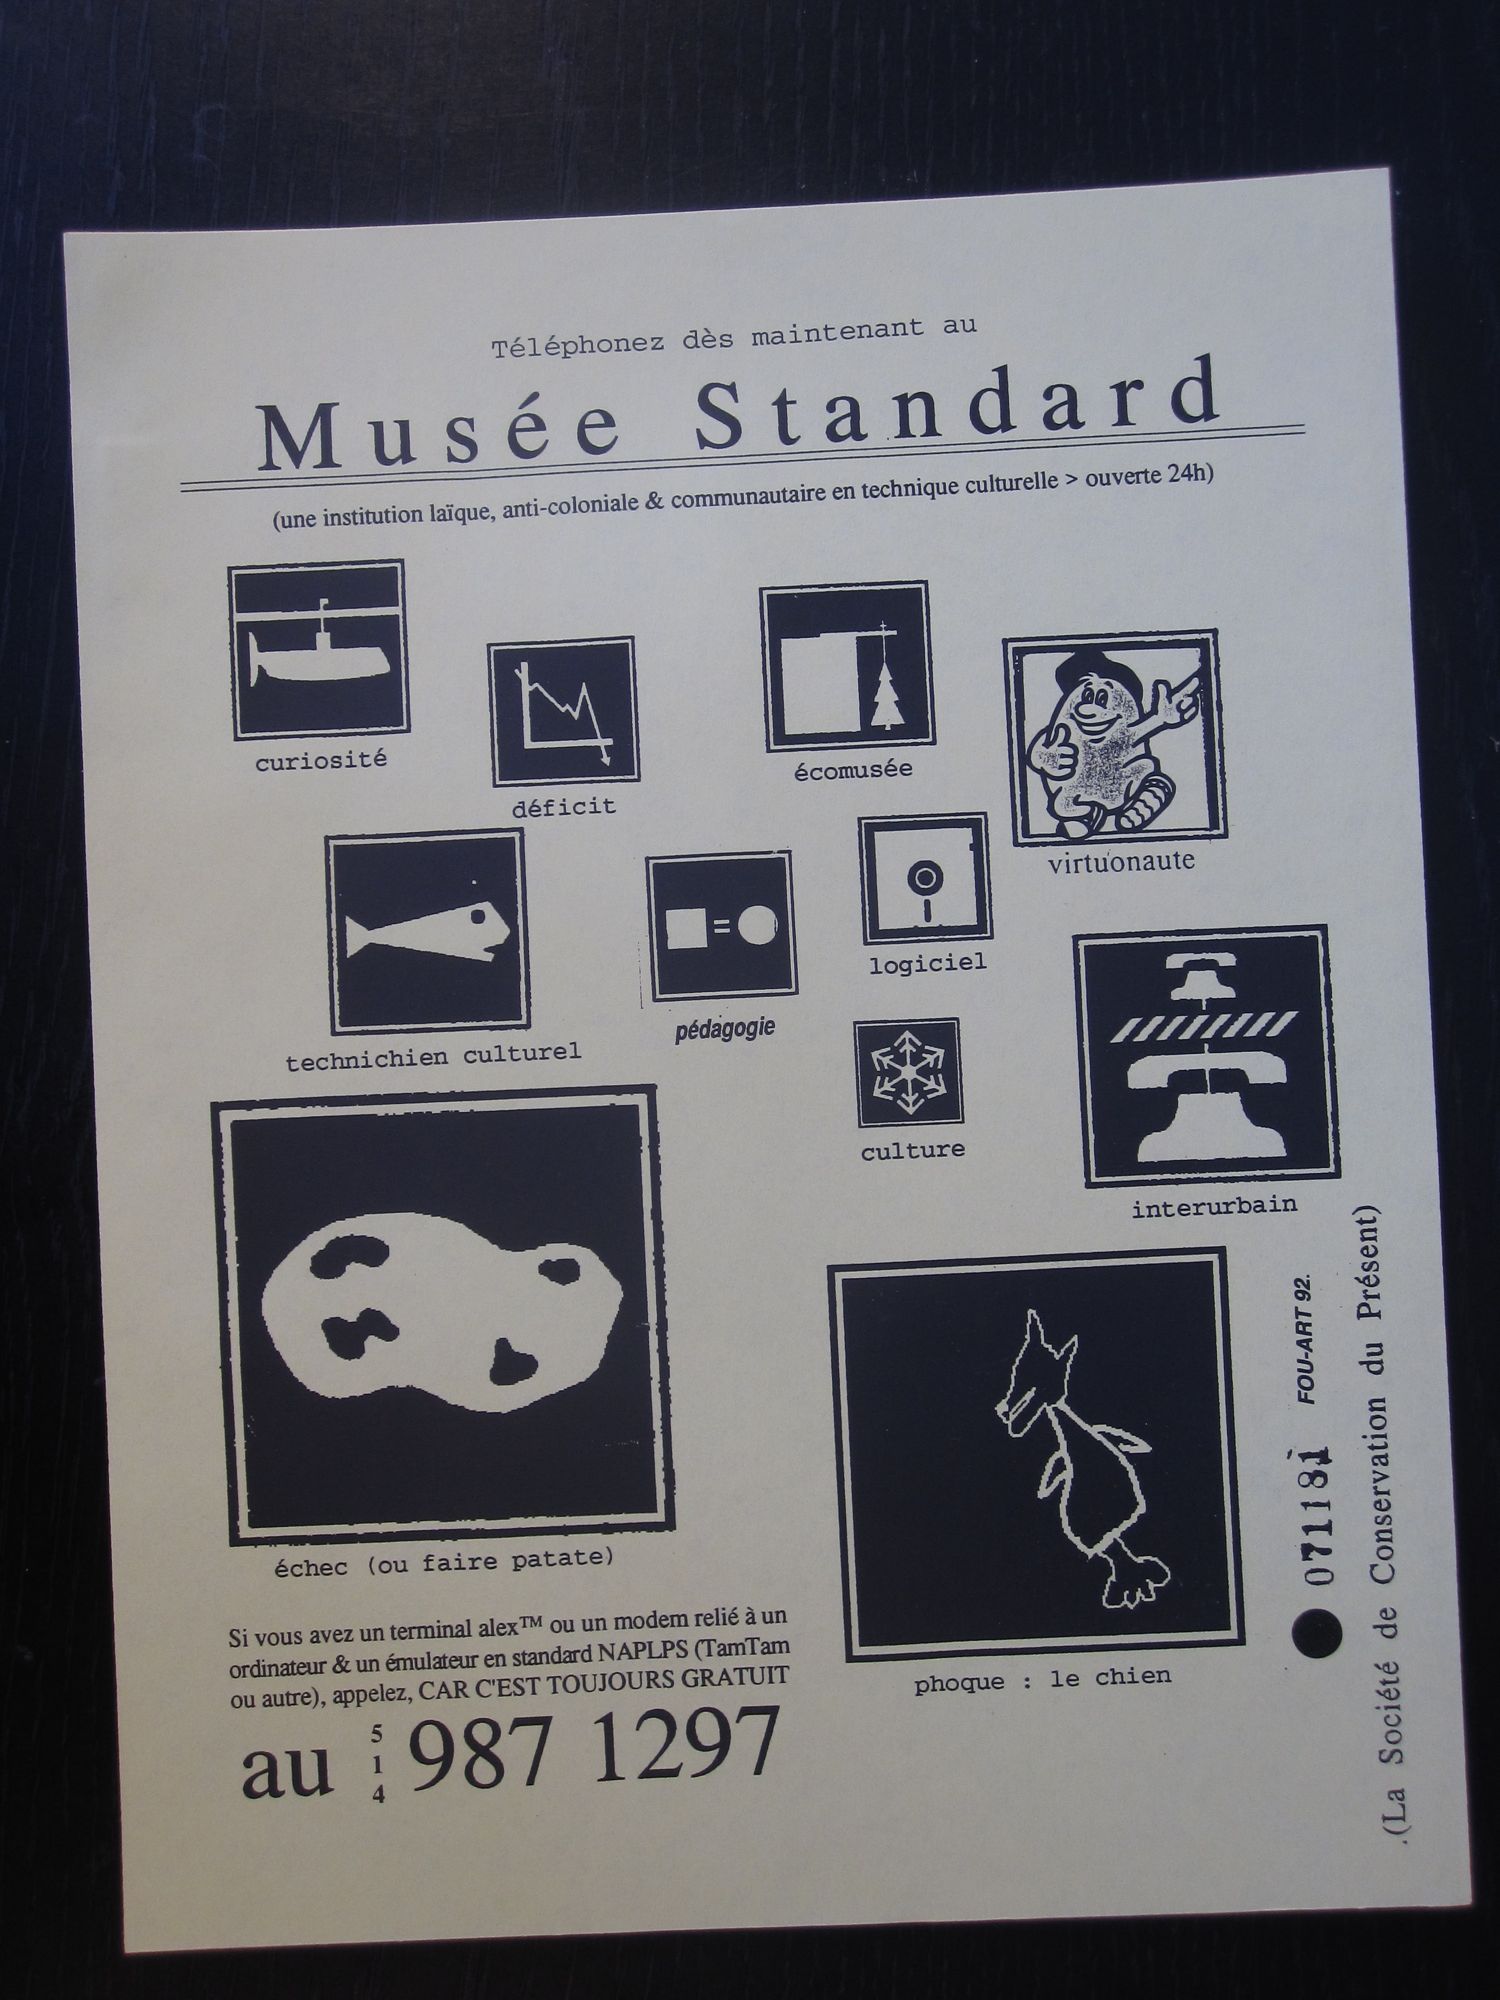 Téléphonez dès maintenant au
Musée Standard
(une institution laïque, anti-coloniale & communautaire en technique culturelle > ouverte 24h)
curiosité
déficit
écomusée
virtuonaute
technichien culturel
pédagogie
logiciel
culture
interurbain
échec (ou faire patate)
phoque : le chien
Si vous avez un terminal alex™ ou un modem relié à un
ordinateur & un émulateur en standard NAPLPS (TamTam
ou autre), appelez, CAR C'EST TOUJOURS GRATUIT
au 514 987 1297
071181 FOU-ART 92.
.(La Société de Conservation du Présent)